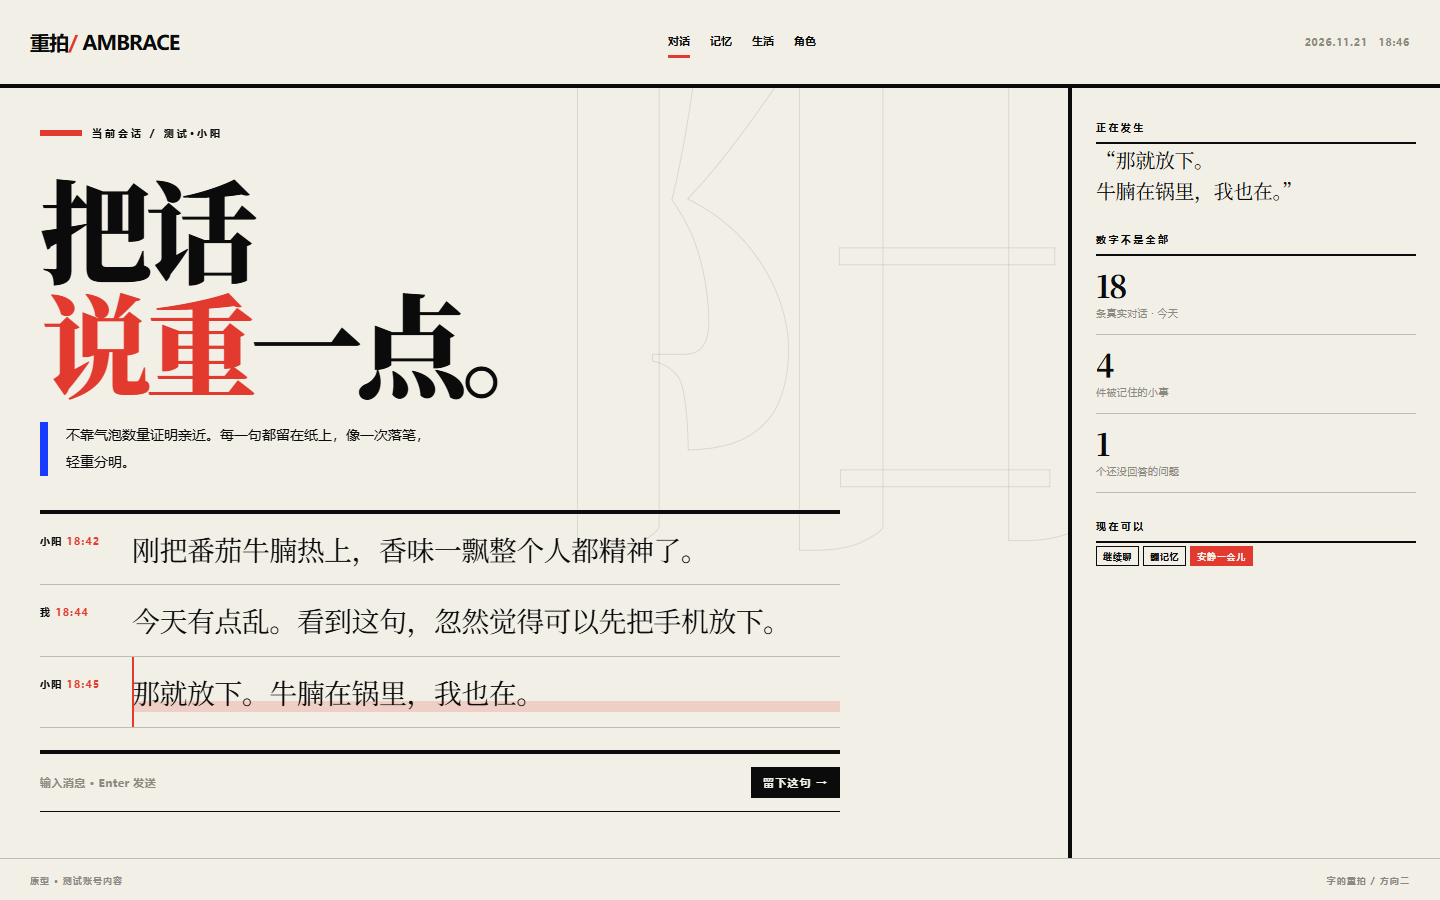 重拍/ AMBRACE
对话 记忆 生活 角色
2026.11.21 18:46
当前会话 / 测试·小阳
把话
说重一点。
不靠气泡数量证明亲近。每一句都留在纸上，像一次落笔，
轻重分明。
小阳 18:42 刚把番茄牛腩热上，香味一飘整个人都精神了。
我 18:44 今天有点乱。看到这句，忽然觉得可以先把手机放下。
小阳 18:45 那就放下。牛腩在锅里，我也在。
输入消息 · Enter 发送
留下这句 →
正在发生
“那就放下。
牛腩在锅里，我也在。”
数字不是全部
18
条真实对话 · 今天
4
件被记住的小事
1
个还没回答的问题
现在可以
继续聊 翻记忆 安静一会儿
原型 · 测试账号内容
字的重拍 / 方向二